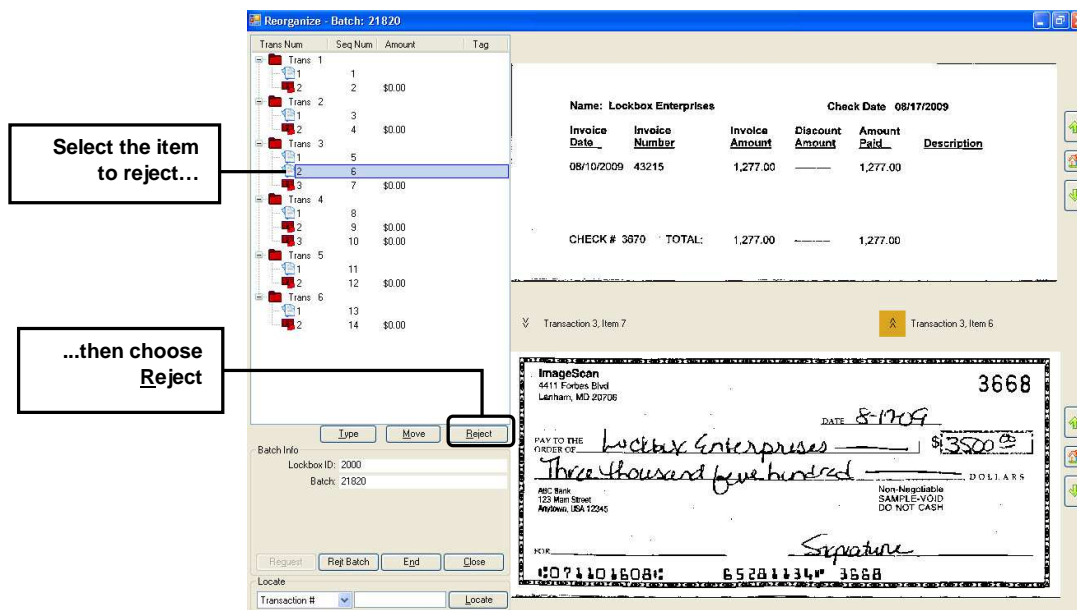 Reorganize - Batch: 21820
Trans Num Seq Num Amount Tag
Trans 1
1 1
2 2 $0.00
Trans 2
1 3
2 4 $0.00
Trans 3
1 5
2 6
3 7 $0.00
Trans 4
1 8
2 9 $0.00
3 10 $0.00
Trans 5
1 11
2 12 $0.00
Trans 6
1 13
2 14 $0.00
Select the item
to reject…
...then choose
Reject
Type Move Reject
Batch Info
Lockbox ID: 2000
Batch: 21820
Request Rejt Batch End Close
Locate
Transaction # Locate
Name: Lockbox Enterprises Check Date 08/17/2009
Invoice Invoice Invoice Discount Amount
Date Number Amount Amount Paid Description
08/10/2009 43215 1,277.00 ——— 1,277.00
CHECK # 3670 TOTAL: 1,277.00 ——— 1,277.00
Transaction 3, Item 7 Transaction 3, Item 6
ImageScan
4411 Forbes Blvd
Lanham, MD 20706
3668
DATE 8-1709
PAY TO THE
ORDER OF Lockbox Enterprises $ 3500 00
Three thousand five hundred DOLLARS
ABC Bank
123 Main Street
Anytown, USA 12345
Non-Negotiable
SAMPLE-VOID
DO NOT CASH
FOR Signature
⑆071101608⑆ 65281134⑈ 3668